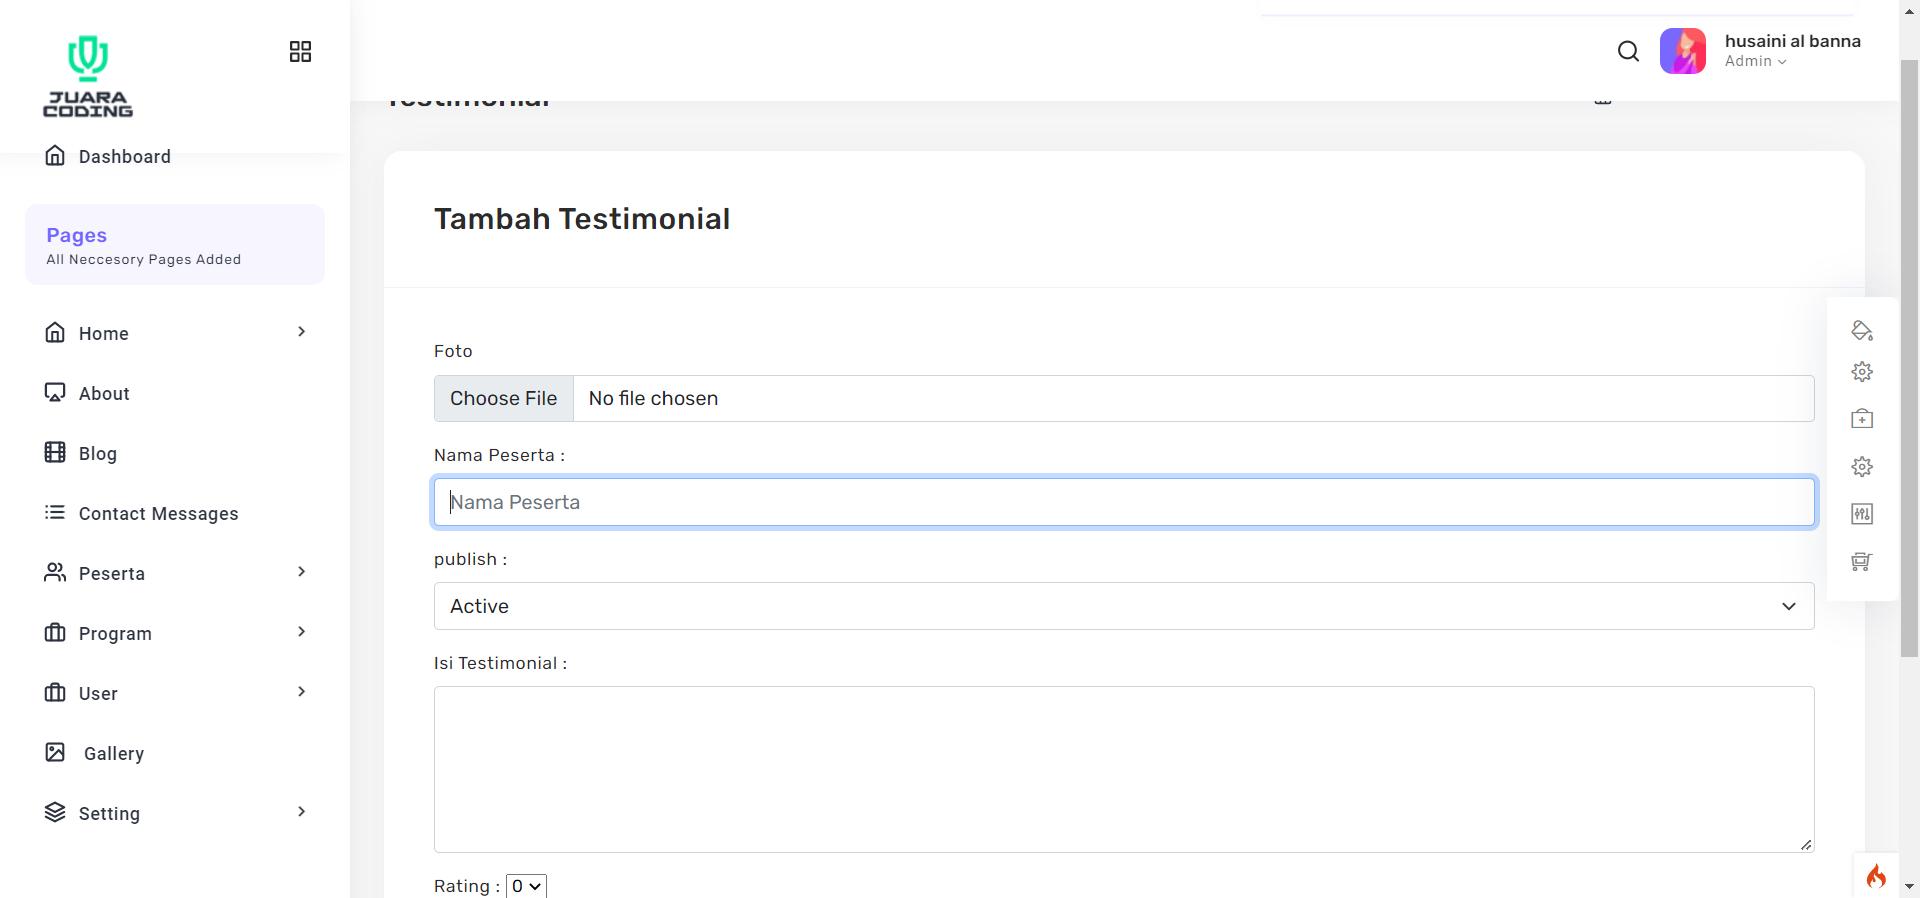 JUARA
CODING
husaini al banna
Admin
Testimonial
Dashboard
Pages
All Neccesory Pages Added
Home
About
Blog
Contact Messages
Peserta
Program
User
Gallery
Setting
Tambah Testimonial
Foto
Choose File No file chosen
Nama Peserta :
Nama Peserta
publish :
Active
Isi Testimonial :
Rating : 0